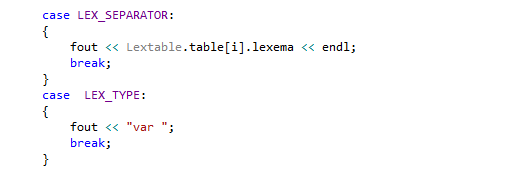 case LEX_SEPARATOR:
{
    fout << Lextable.table[i].lexema << endl;
    break;
}
case  LEX_TYPE:
{
    fout << "var ";
    break;
}